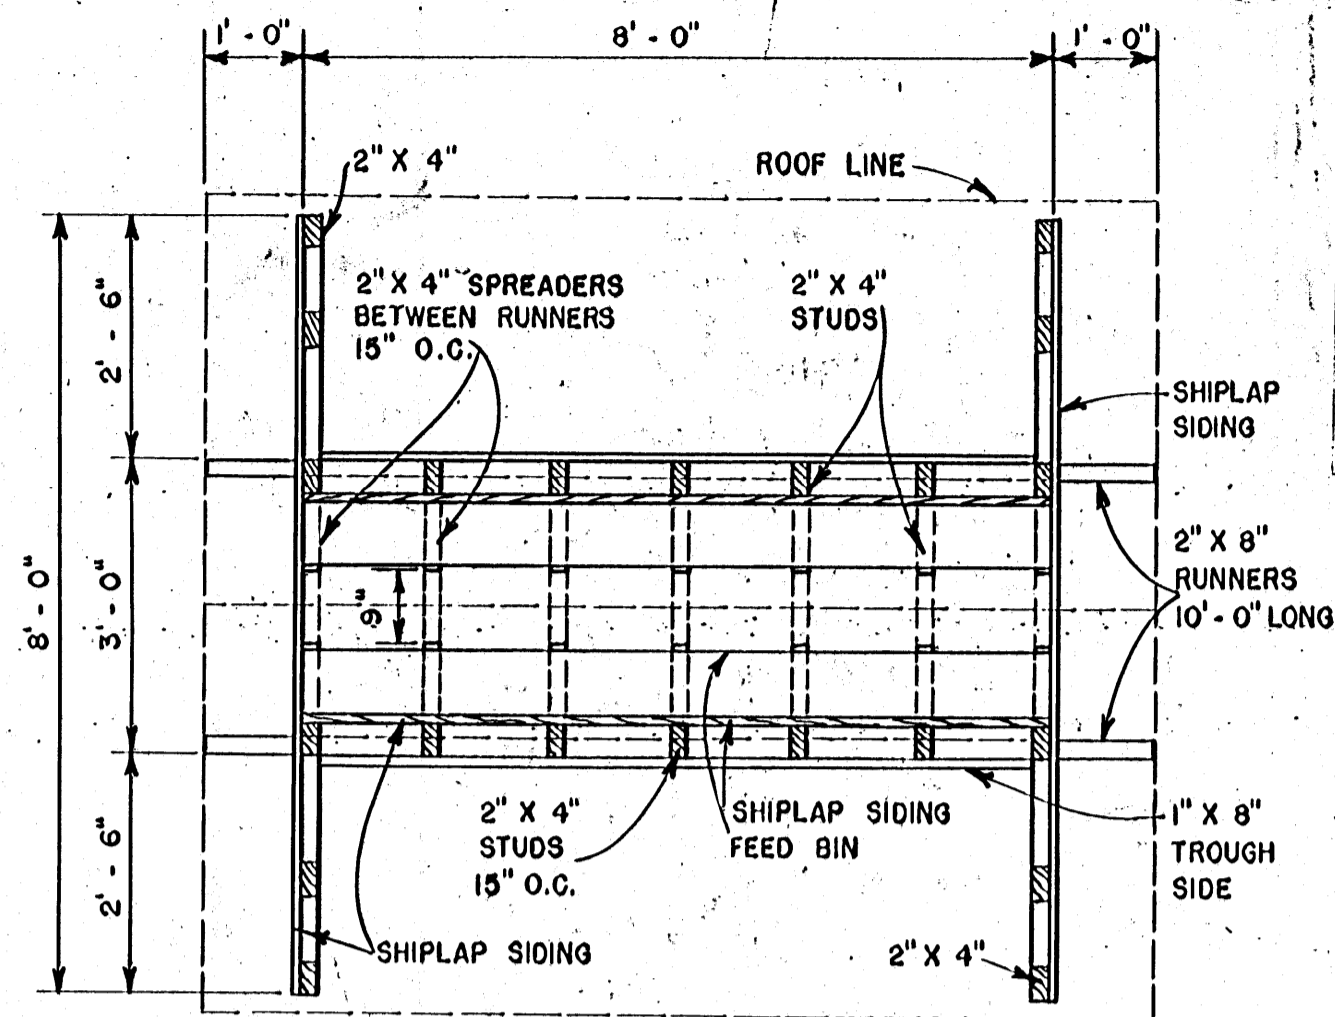 1' - 0"
8' - 0"
1' - 0"
2" X 4"
ROOF LINE
2" X 4" SPREADERS
BETWEEN RUNNERS
15" O.C.
2" X 4"
STUDS
SHIPLAP
SIDING
2' - 6"
8' - 0"
3' - 0"
9"
2" X 8"
RUNNERS
10' - 0" LONG
2' - 6"
2" X 4"
STUDS
15" O.C.
SHIPLAP SIDING
FEED BIN
1" X 8"
TROUGH
SIDE
SHIPLAP SIDING
2" X 4"